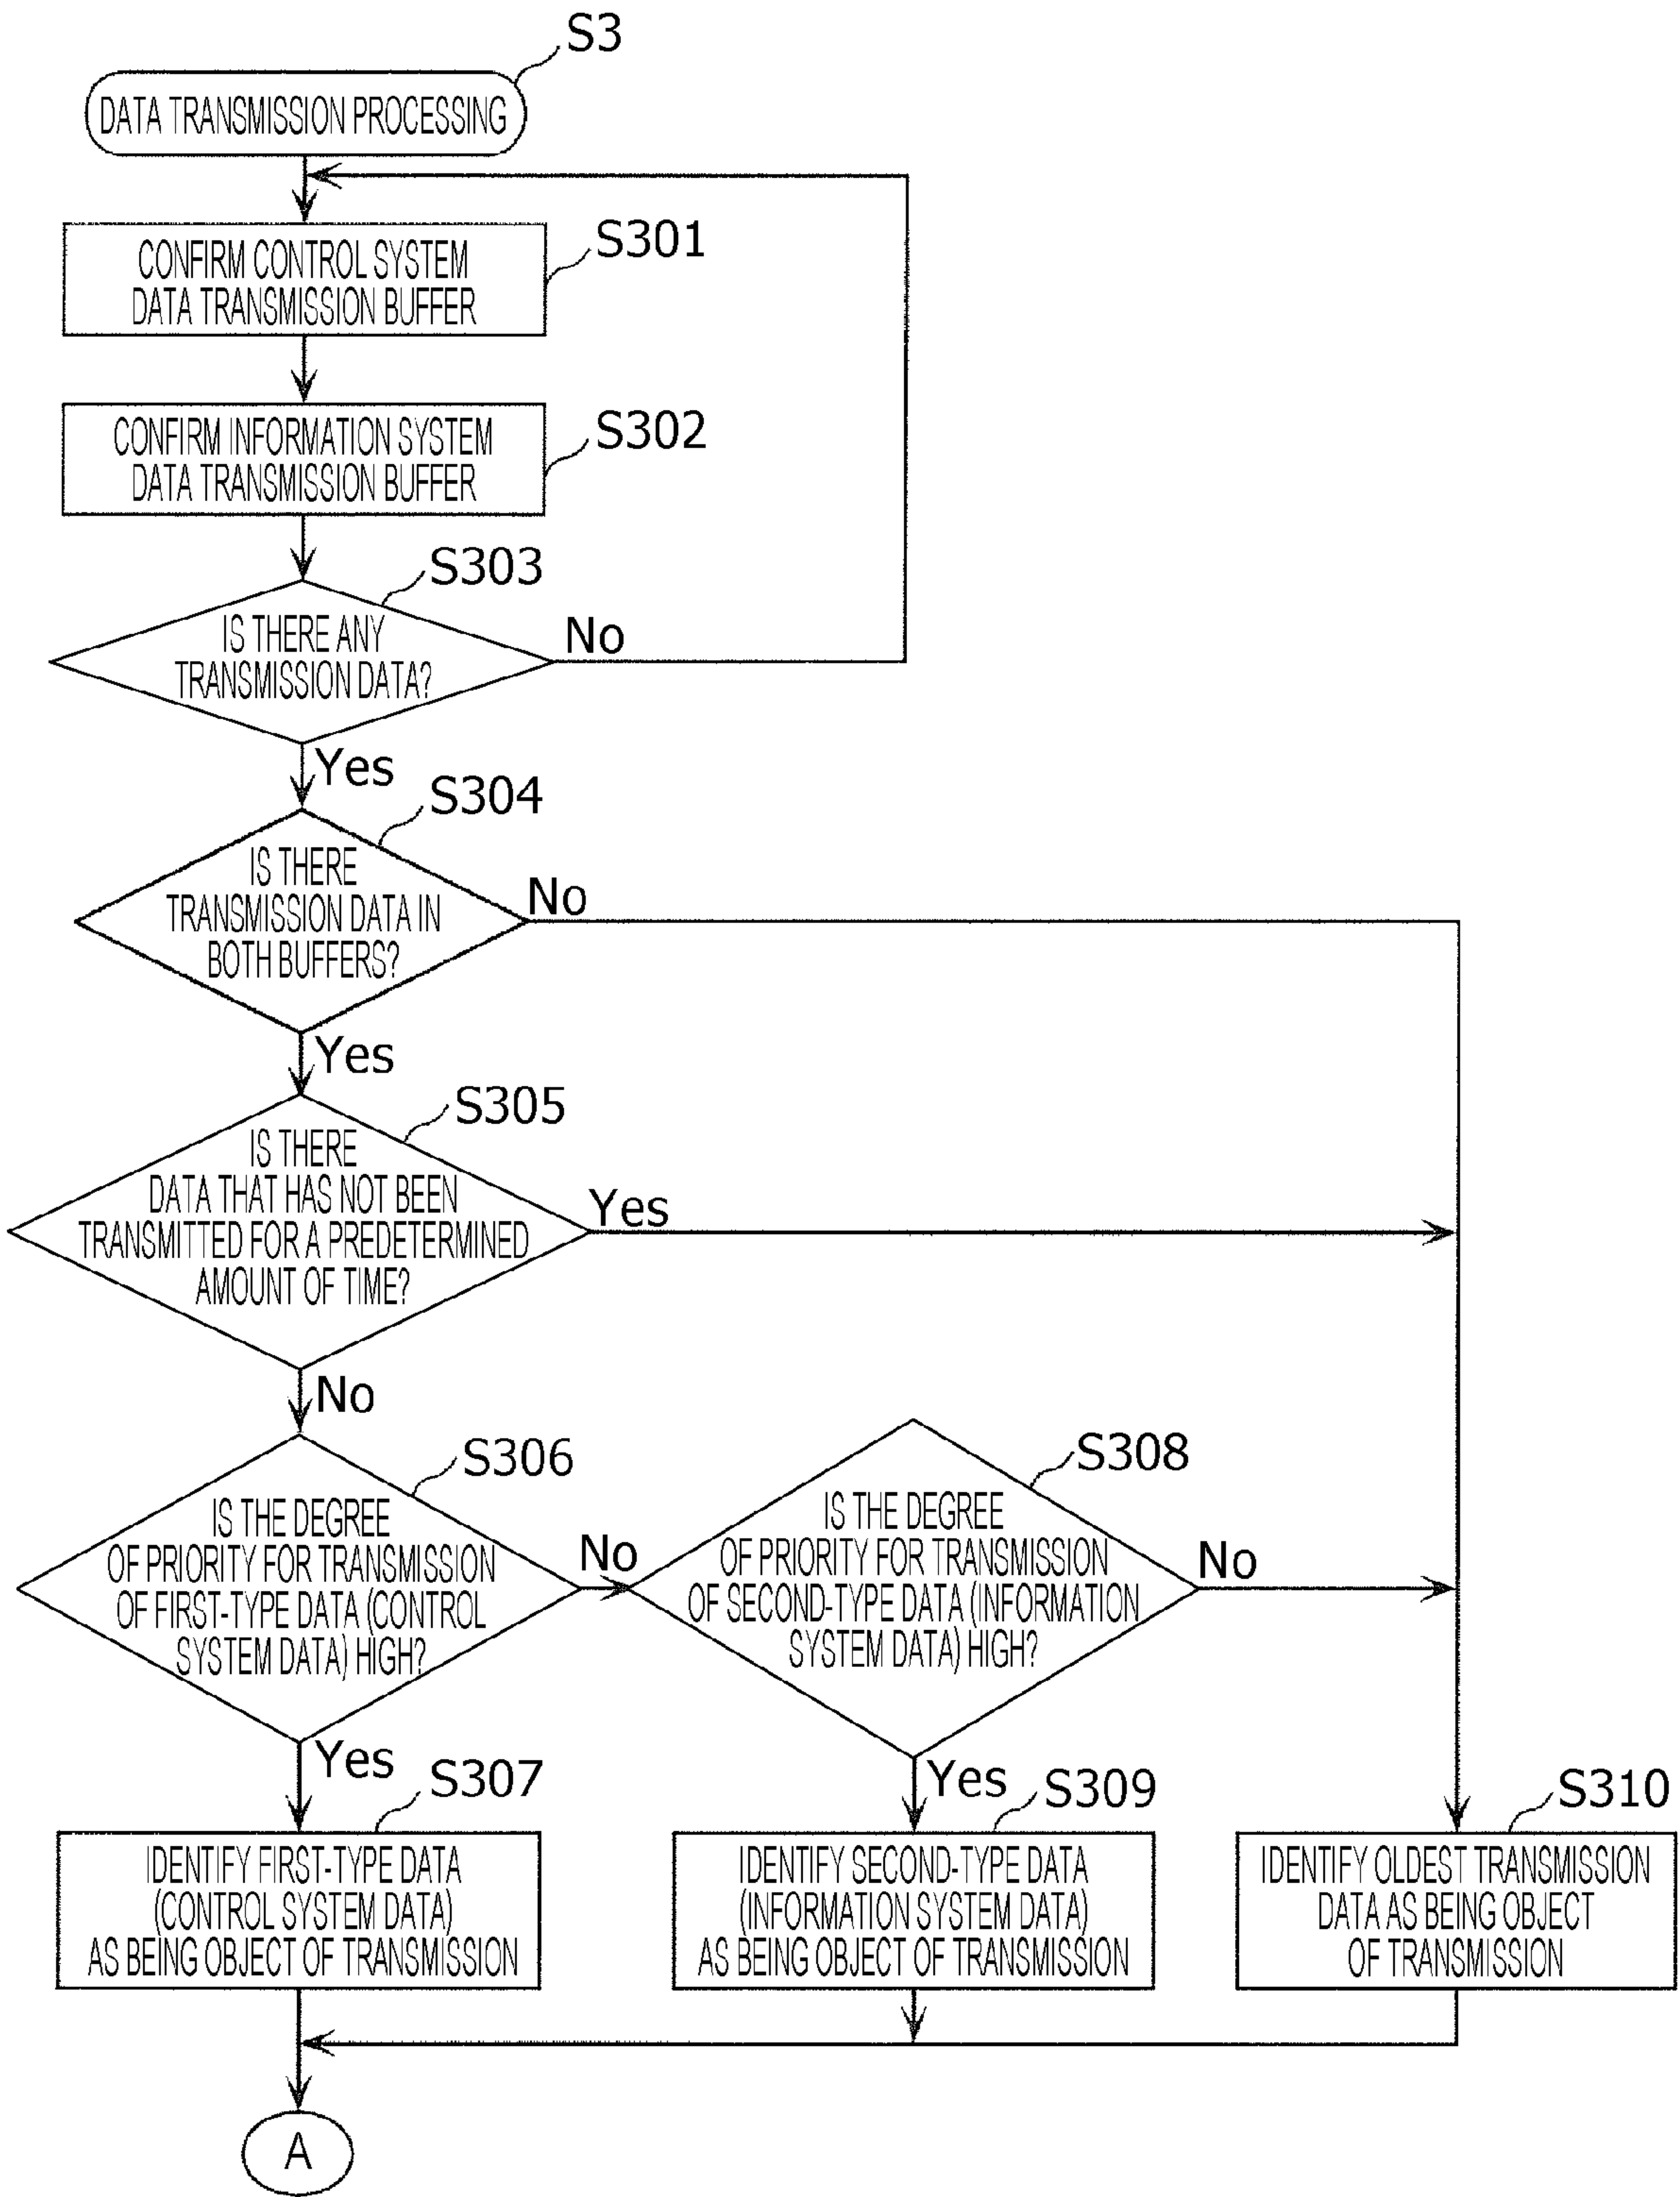 S3
DATA TRANSMISSION PROCESSING
S301
CONFIRM CONTROL SYSTEM
DATA TRANSMISSION BUFFER
S302
CONFIRM INFORMATION SYSTEM
DATA TRANSMISSION BUFFER
S303
IS THERE ANY
TRANSMISSION DATA?
No
Yes
S304
IS THERE
TRANSMISSION DATA IN
BOTH BUFFERS?
No
Yes
S305
IS THERE
DATA THAT HAS NOT BEEN
TRANSMITTED FOR A PREDETERMINED
AMOUNT OF TIME?
Yes
No
S306
IS THE DEGREE
OF PRIORITY FOR TRANSMISSION
OF FIRST-TYPE DATA (CONTROL
SYSTEM DATA) HIGH?
No
Yes
S308
IS THE DEGREE
OF PRIORITY FOR TRANSMISSION
OF SECOND-TYPE DATA (INFORMATION
SYSTEM DATA) HIGH?
No
Yes
S307
IDENTIFY FIRST-TYPE DATA
(CONTROL SYSTEM DATA)
AS BEING OBJECT OF TRANSMISSION
S309
IDENTIFY SECOND-TYPE DATA
(INFORMATION SYSTEM DATA)
AS BEING OBJECT OF TRANSMISSION
S310
IDENTIFY OLDEST TRANSMISSION
DATA AS BEING OBJECT
OF TRANSMISSION
A